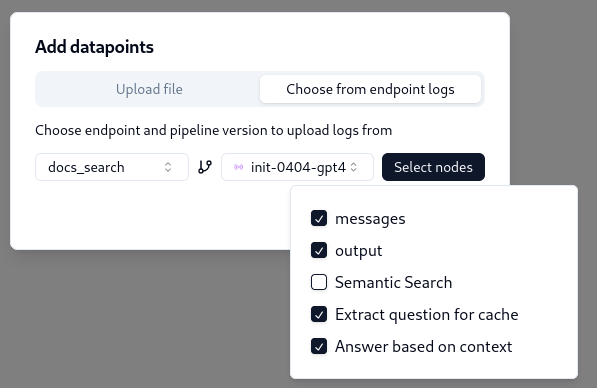 Add datapoints
Upload file
Choose from endpoint logs
Choose endpoint and pipeline version to upload logs from
docs_search
init-0404-gpt4
Select nodes
messages
output
Semantic Search
Extract question for cache
Answer based on context